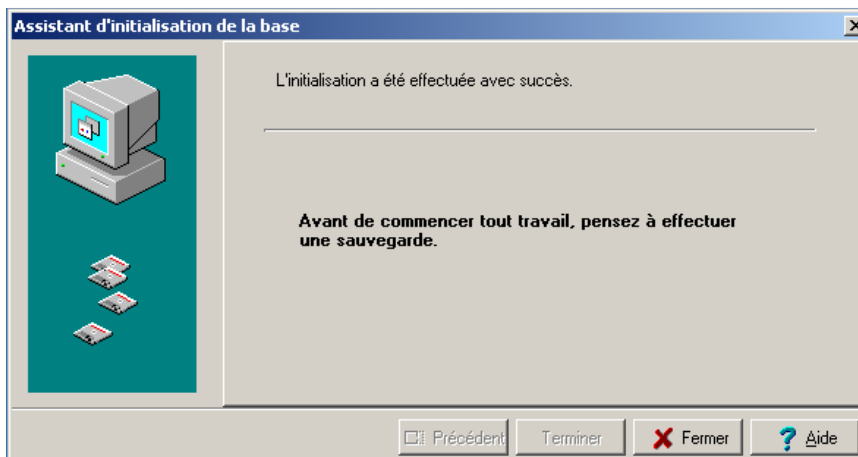 Assistant d'initialisation de la base
L'initialisation a été effectuée avec succès.
Avant de commencer tout travail, pensez à effectuer
une sauvegarde.
Précédent
Terminer
Fermer
Aide